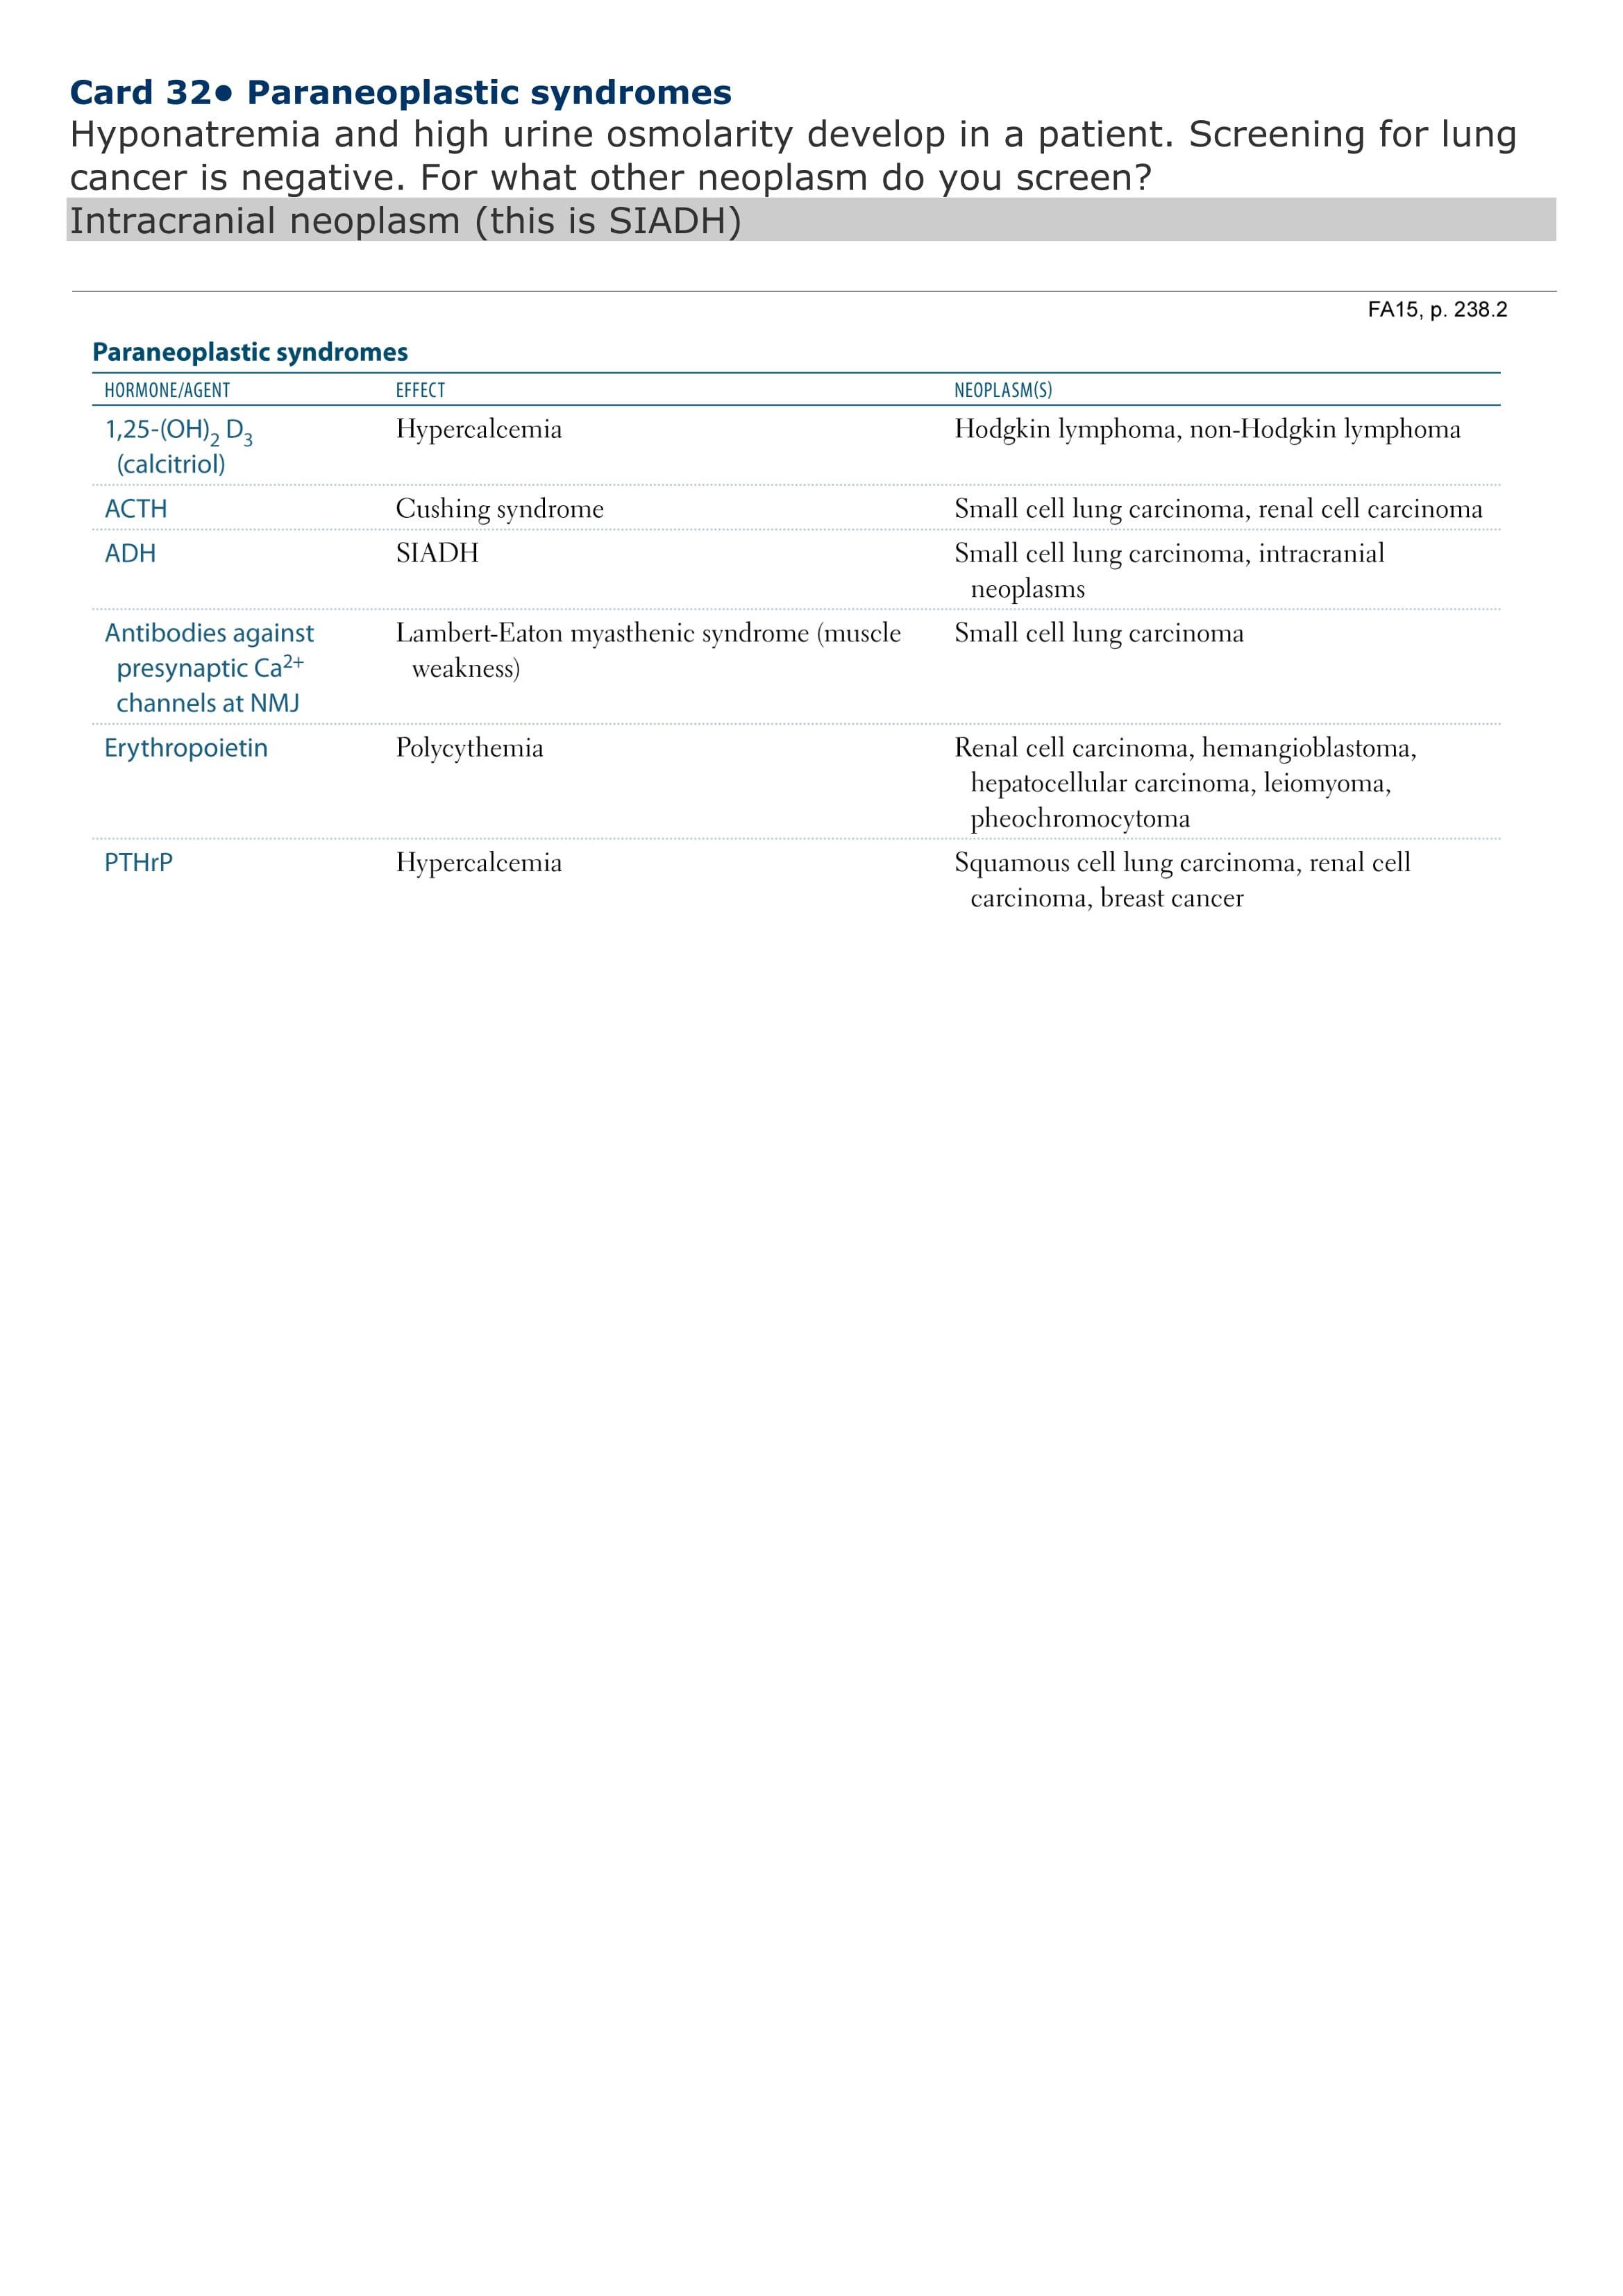 Card 32● Paraneoplastic syndromes
Hyponatremia and high urine osmolarity develop in a patient. Screening for lung
cancer is negative. For what other neoplasm do you screen?
Intracranial neoplasm (this is SIADH)
FA15, p. 238.2
Paraneoplastic syndromes
HORMONE/AGENT EFFECT NEOPLASM(S)
1,25-(OH)₂ D₃ Hypercalcemia Hodgkin lymphoma, non-Hodgkin lymphoma
(calcitriol)
ACTH Cushing syndrome Small cell lung carcinoma, renal cell carcinoma
ADH SIADH Small cell lung carcinoma, intracranial
neoplasms
Antibodies against Lambert-Eaton myasthenic syndrome (muscle Small cell lung carcinoma
presynaptic Ca²⁺ weakness)
channels at NMJ
Erythropoietin Polycythemia Renal cell carcinoma, hemangioblastoma,
hepatocellular carcinoma, leiomyoma,
pheochromocytoma
PTHrP Hypercalcemia Squamous cell lung carcinoma, renal cell
carcinoma, breast cancer